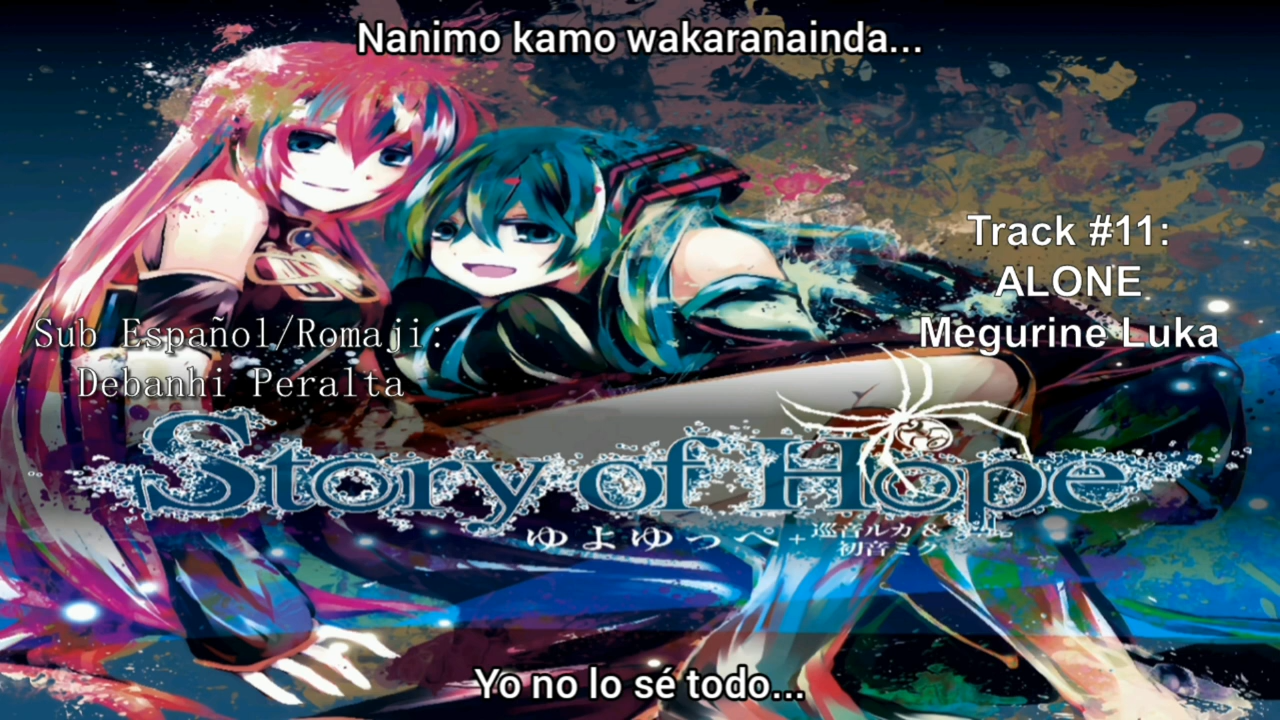 Nanimo kamo wakaranainda...
Track #11:
ALONE
Megurine Luka
Sub Español/Romaji:
Debanhi Peralta
Story of Hope
ゆよゆっぺ+巡音ルカ &
初音ミク
Yo no lo sé todo...